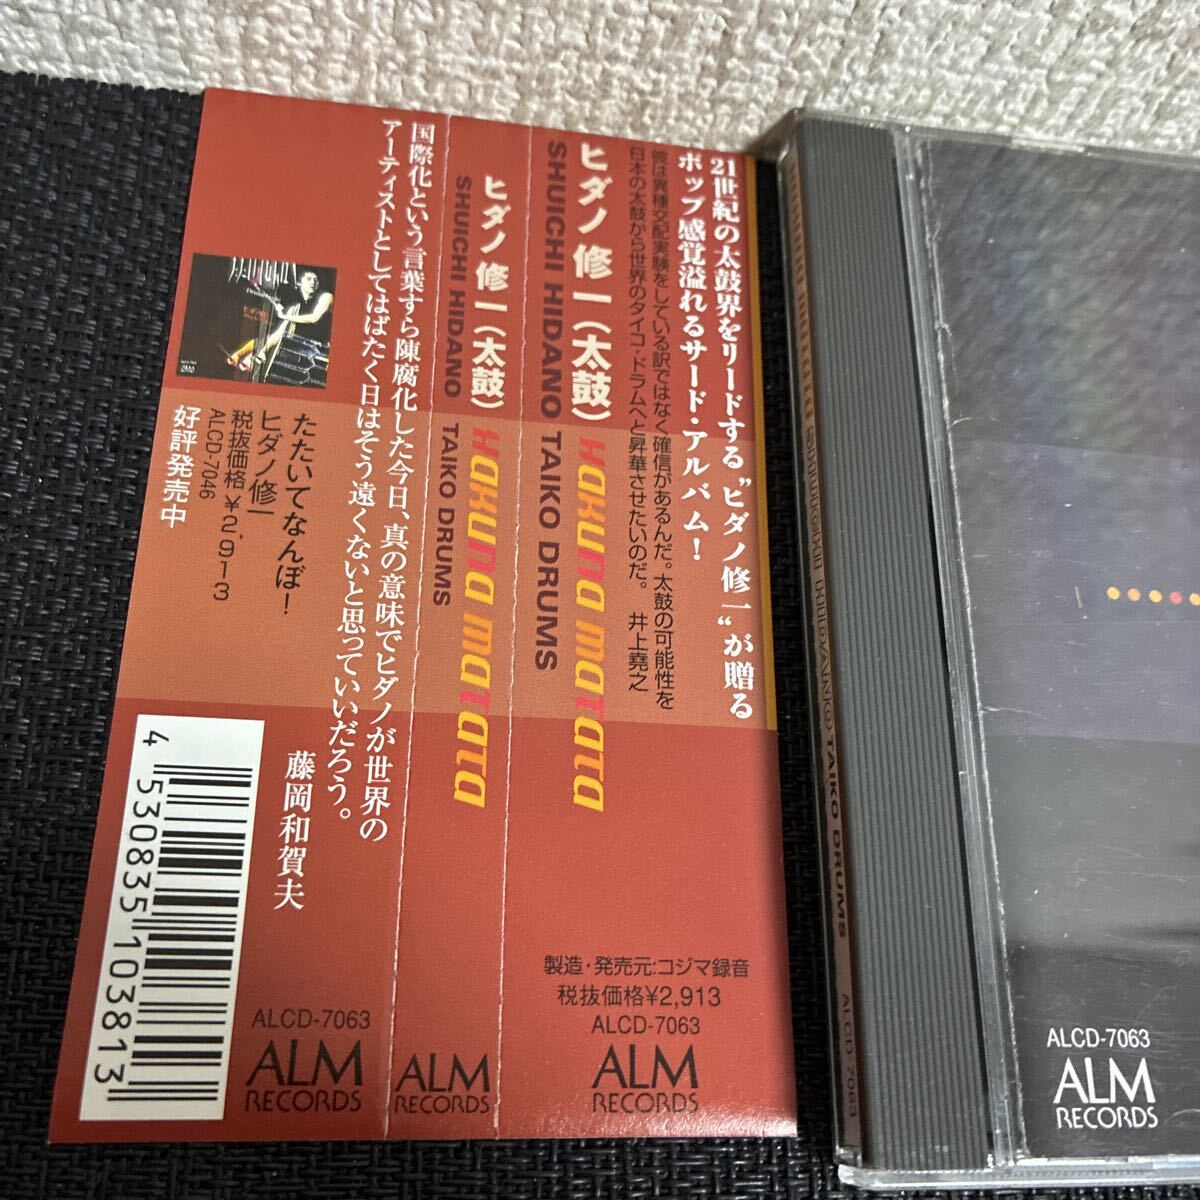 21世紀の太鼓界をリードする”ヒダノ修一“が贈る
ポップ感覚溢れるサード・アルバム！
彼は異種交配実験をしている訳ではなく確信があるんだ。太鼓の可能性を
日本の太鼓から世界のタイコ・ドラムへと昇華させたいのだ。　井上堯之
ヒダノ修一（太鼓） HAKUNA MATATA
SHUICHI HIDANO TAIKO DRUMS
製造・発売元:コジマ録音
税抜価格¥2,913
ALCD-7063
ALM
RECORDS
ヒダノ修一（太鼓） HAKUNA MATATA
SHUICHI HIDANO TAIKO DRUMS
ALM
RECORDS
国際化という言葉すら陳腐化した今日、真の意味でヒダノが世界の
アーティストとしてはばたく日はそう遠くないと思っていいだろう。
藤岡和賀夫
たたいてなんぼ！
ヒダノ修一
税抜価格￥2,913
ALCD-7046
好評発売中
4 530835 103813
ALCD-7063
ALM
RECORDS
HAKUNA MATATA SHUICHI HIDANO TAIKO DRUMS
ALCD-7063
ALCD-7063
ALM
RECORDS